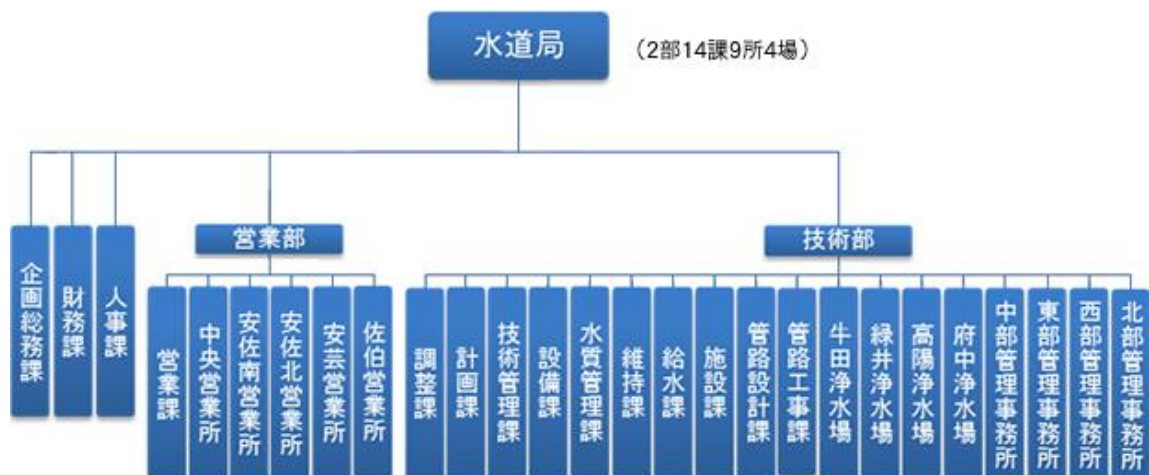 水道局
（2部14課9所4場）
企画総務課
財務課
人事課
営業部
営業課
中央営業所
安佐南営業所
安佐北営業所
安芸営業所
佐伯営業所
技術部
調整課
計画課
技術管理課
設備課
水質管理課
維持課
給水課
施設課
管路設計課
管路工事課
牛田浄水場
緑井浄水場
高陽浄水場
府中浄水場
中部管理事務所
東部管理事務所
西部管理事務所
北部管理事務所